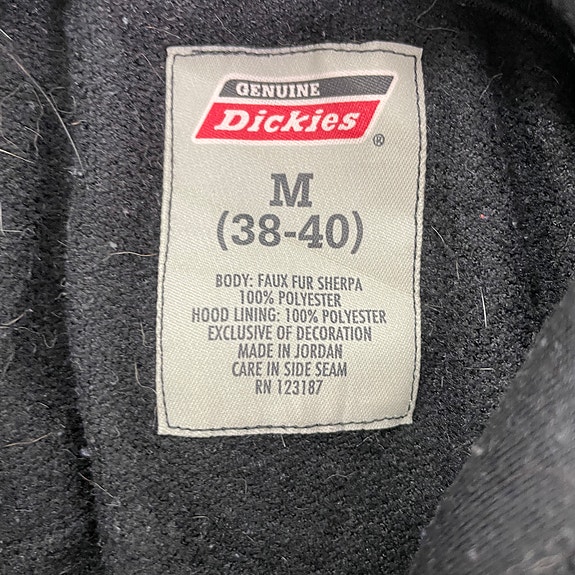 GENUINE
Dickies®
M
(38-40)
BODY: FAUX FUR SHERPA
100% POLYESTER
HOOD LINING: 100% POLYESTER
EXCLUSIVE OF DECORATION
MADE IN JORDAN
CARE IN SIDE SEAM
RN 123187